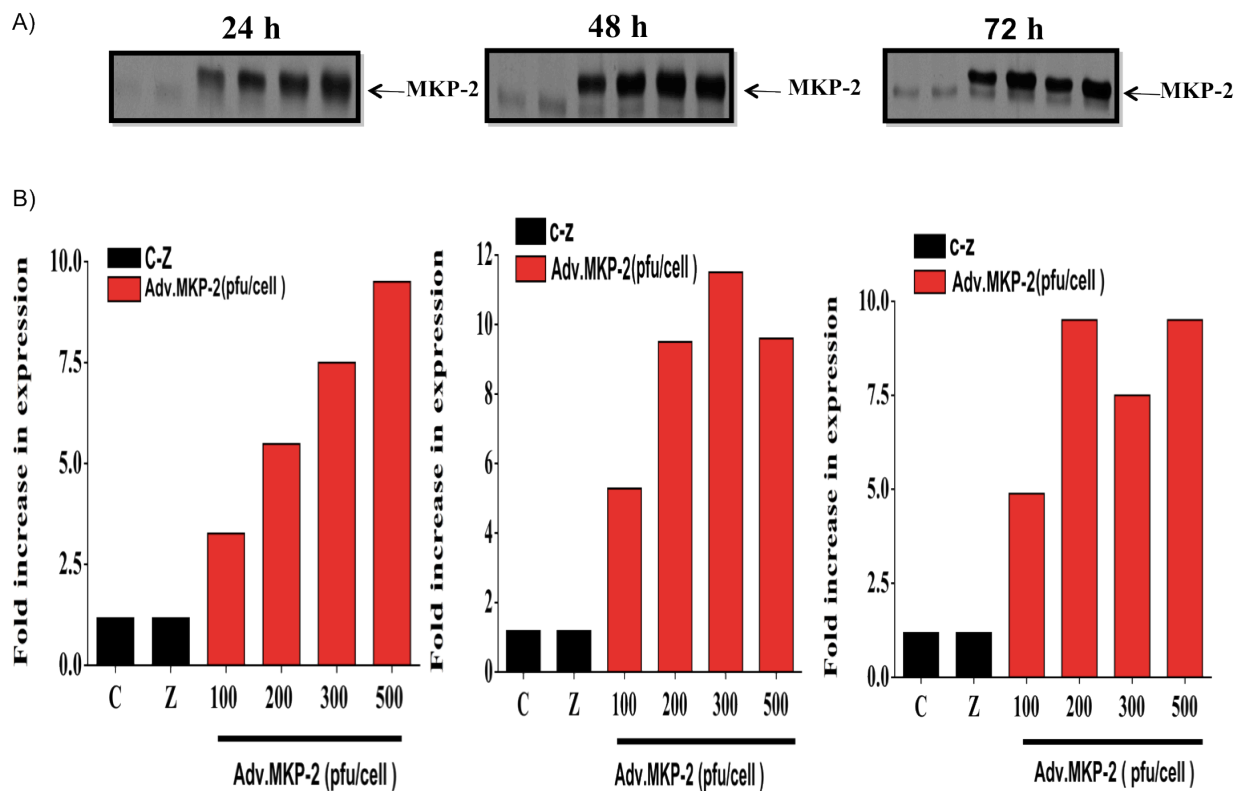 A)
24 h
48 h
72 h
MKP-2
MKP-2
MKP-2
B)
C-Z
Adv.MKP-2(pfu/cell )
Fold increase in expression
10.0
7.5
5.0
2.5
0.0
C
Z
100
200
300
500
Adv.MKP-2 (pfu/cell )
c-z
Adv.MKP-2(pfu/cell )
Fold increase in expression
12
10
8
6
4
2
0
C
Z
100
200
300
500
Adv.MKP-2 (pfu/cell )
c-z
Adv.MKP-2(pfu/cell )
Fold increase in expression
10.0
7.5
5.0
2.5
0.0
C
Z
100
200
300
500
Adv.MKP-2 ( pfu/cell )